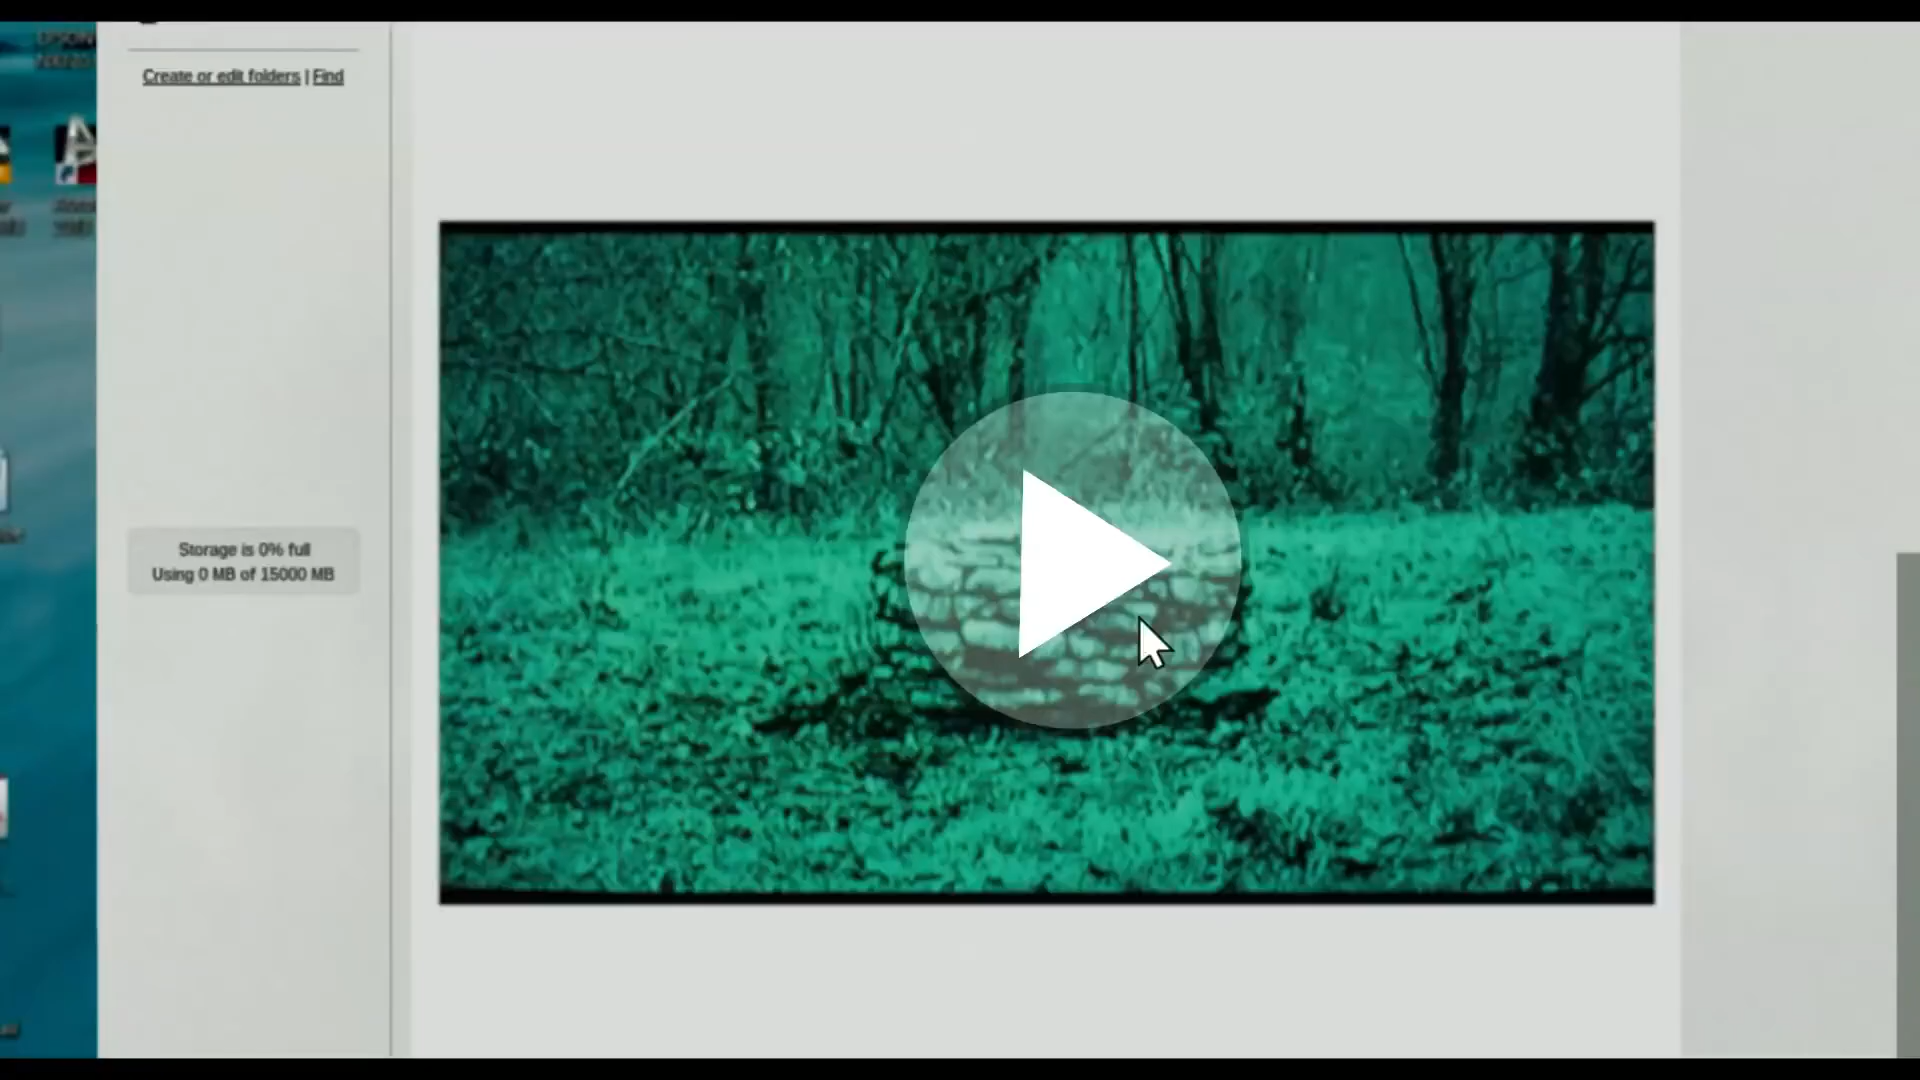 Create or edit folders | Find
Storage is 0% full
Using 0 MB of 15000 MB